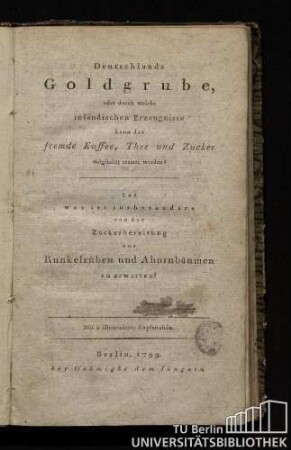 Deutschlands
Goldgrube,
oder durch welche
inländischen Erzeugnisse
kann der
fremde Kaffee, Thee und Zucker
möglichst ersetzt werden?
Und
was ist insbesondere
von der
Zuckerbereitung
aus
Runkelrüben und Ahornbäumen
zu erwarten?
Mit 2 illuminirten Kupfertafeln.
Berlin, 1799.
bey Oehmigke dem Jüngern
TU Berlin
UNIVERSITÄTSBIBLIOTHEK